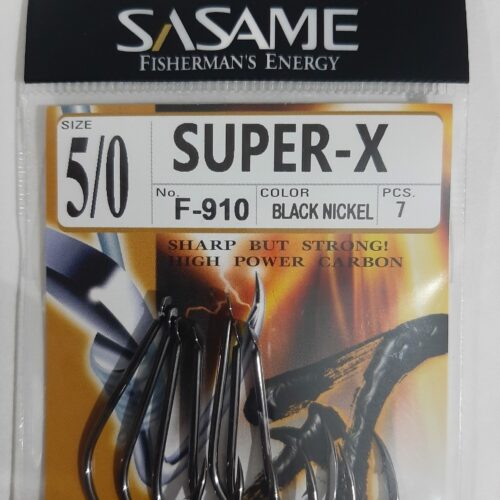 SASAME
FISHERMAN'S ENERGY
SIZE
5/0
SUPER-X
No.
F-910
COLOR
BLACK NICKEL
PCS.
7
SHARP BUT STRONG!
HIGH POWER CARBON